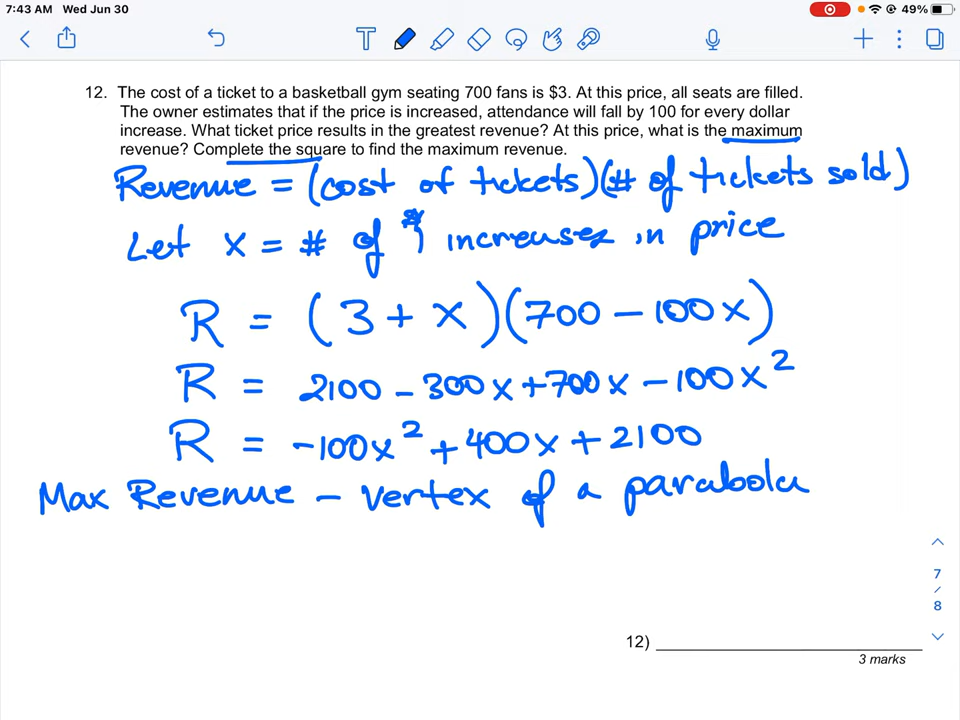 7:43 AM Wed Jun 30
49%
T
12. The cost of a ticket to a basketball gym seating 700 fans is $3. At this price, all seats are filled.
The owner estimates that if the price is increased, attendance will fall by 100 for every dollar
increase. What ticket price results in the greatest revenue? At this price, what is the maximum
revenue? Complete the square to find the maximum revenue.
Revenue = (cost of tickets)(# of tickets sold)
Let x = # of $1 increases in price
R = (3 + x)(700 - 100x)
R = 2100 - 300x + 700x - 100x²
R = -100x² + 400x + 2100
Max Revenue - vertex of a parabola
7
/
8
12)
3 marks